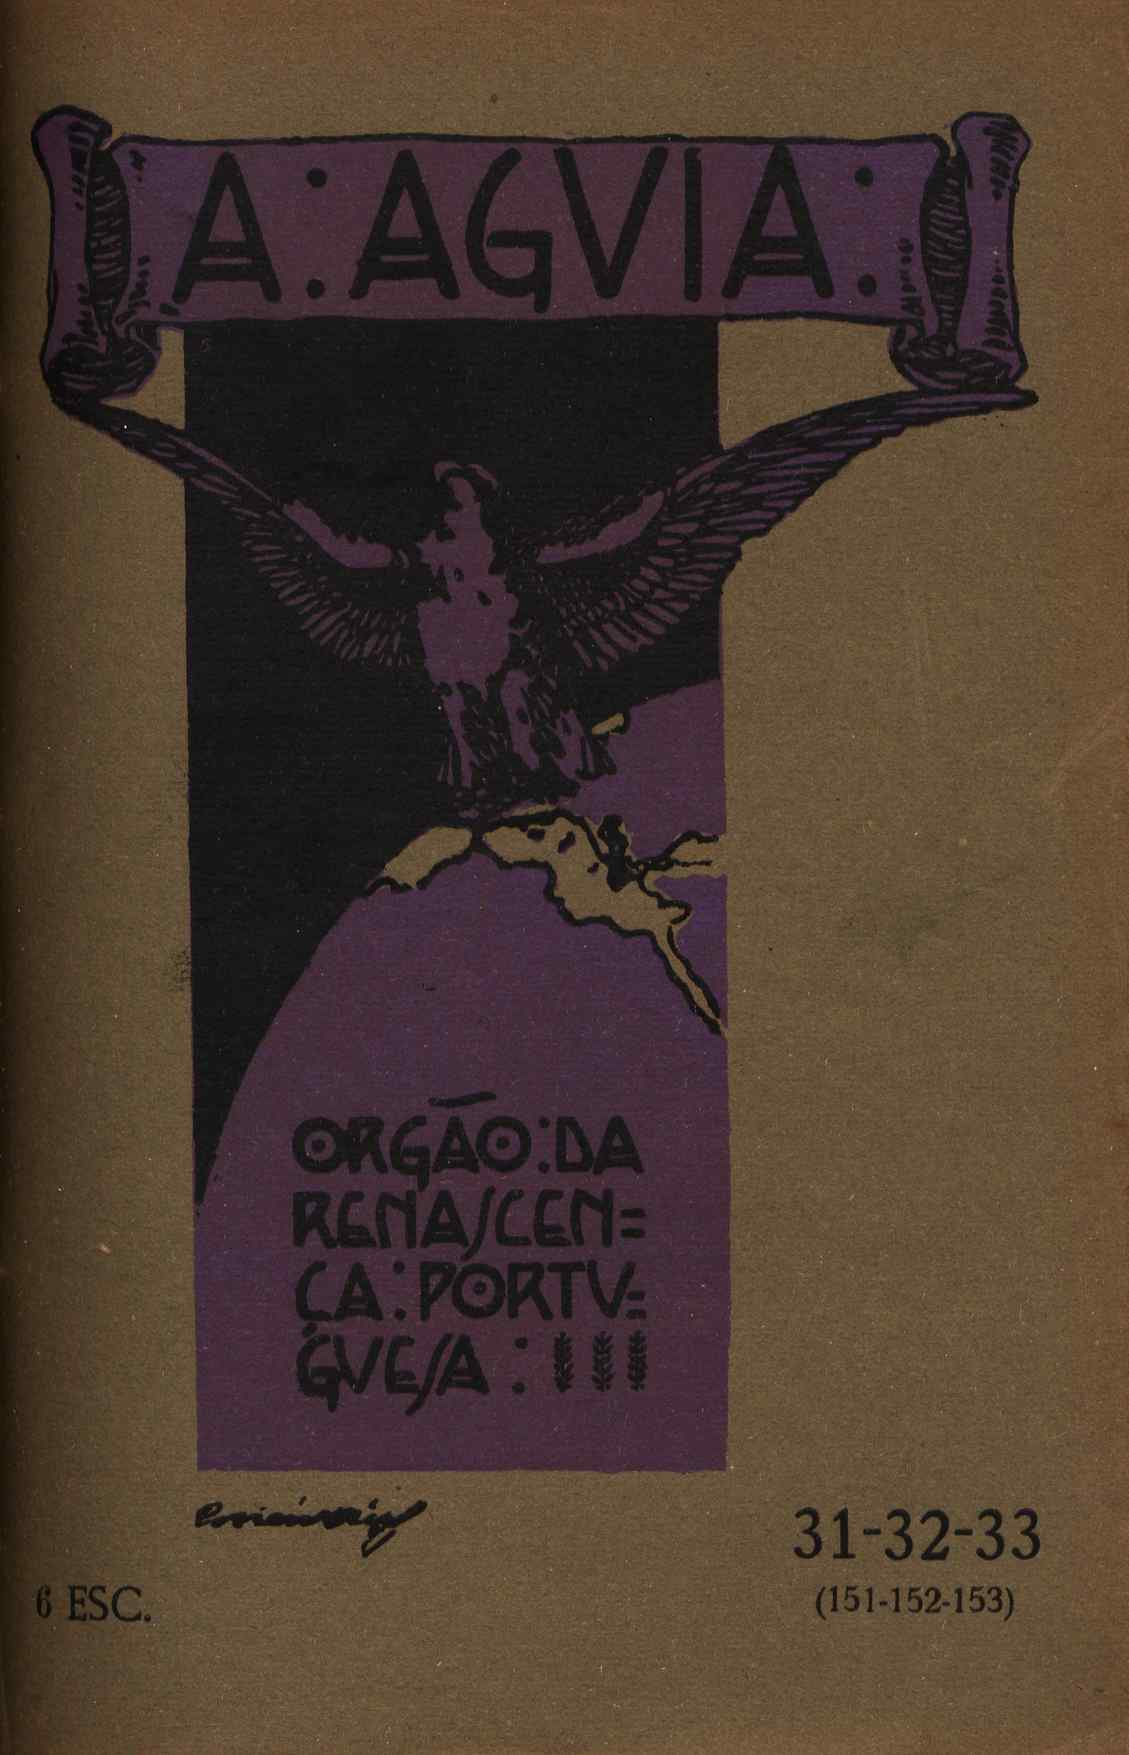 A : AGVIA :
ORGÃO : DA
RENASCEN=
ÇA : PORTV=
GVESA :
31-32-33
6 ESC.
(151-152-153)